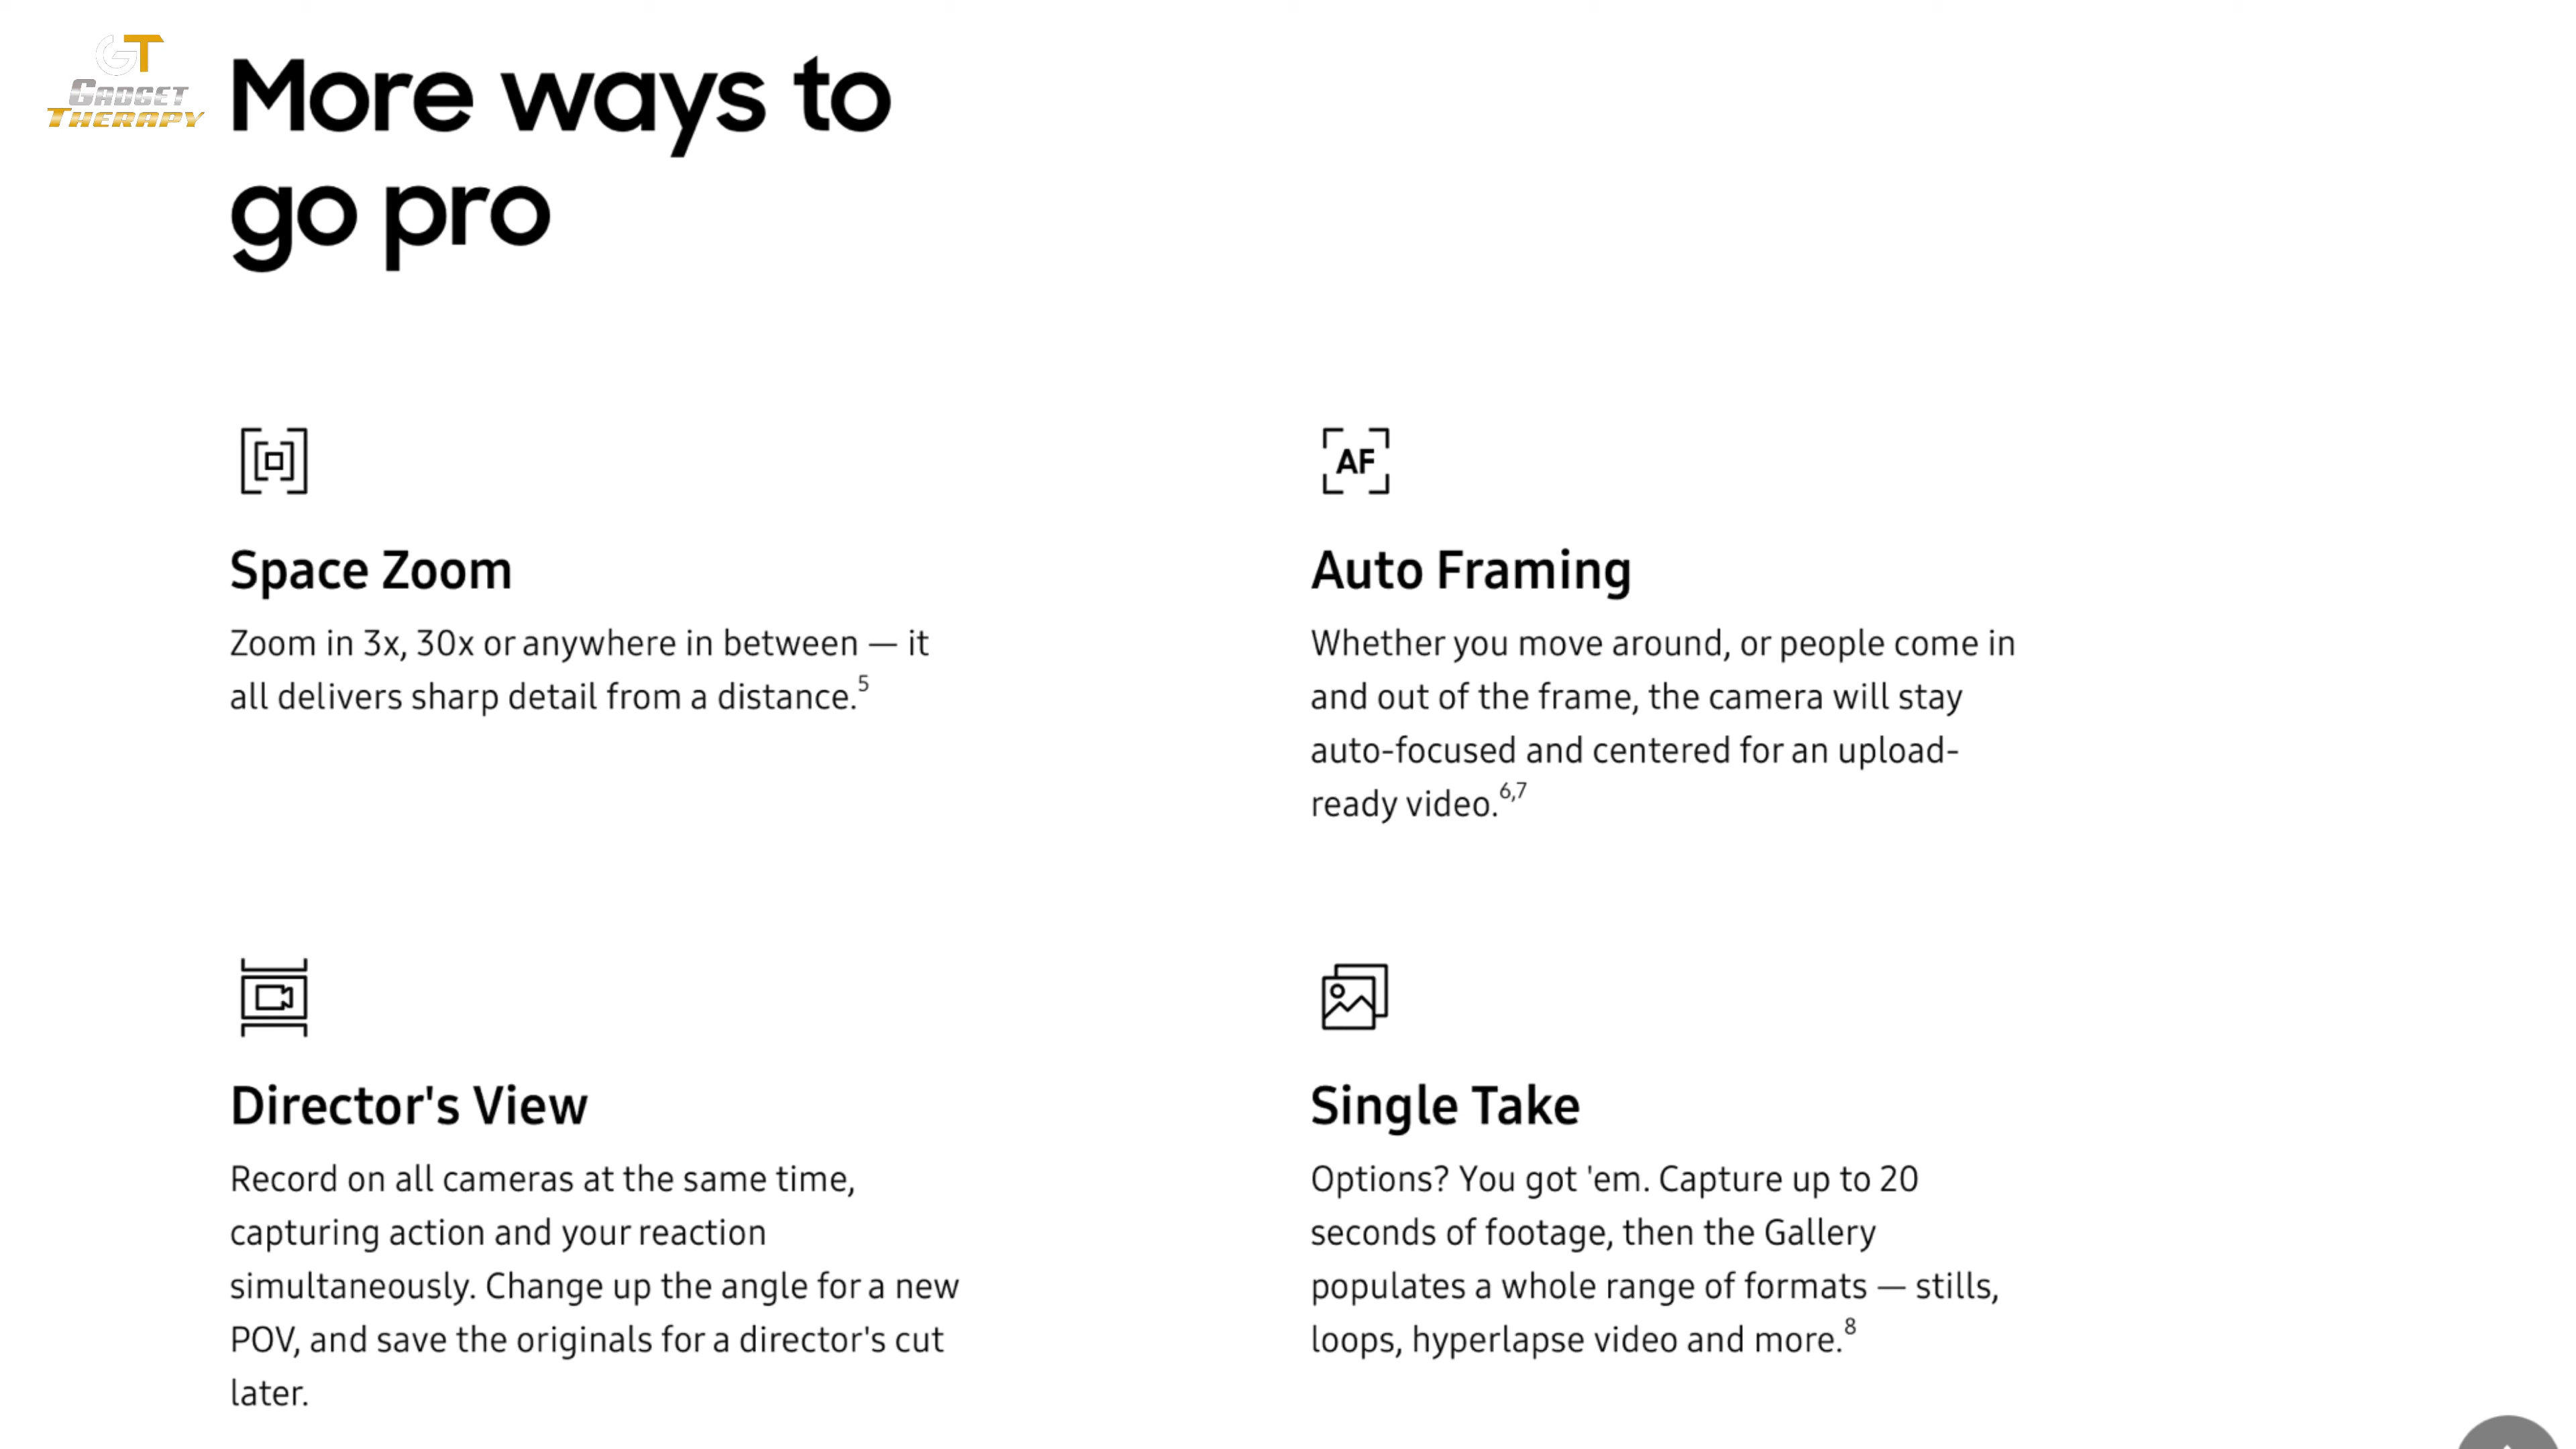 GT
GADGET
THERAPY
More ways to
go pro
Space Zoom
Zoom in 3x, 30x or anywhere in between — it
all delivers sharp detail from a distance.5
AF
Auto Framing
Whether you move around, or people come in
and out of the frame, the camera will stay
auto-focused and centered for an upload-
ready video.6,7
Director's View
Record on all cameras at the same time,
capturing action and your reaction
simultaneously. Change up the angle for a new
POV, and save the originals for a director's cut
later.
Single Take
Options? You got 'em. Capture up to 20
seconds of footage, then the Gallery
populates a whole range of formats — stills,
loops, hyperlapse video and more.8